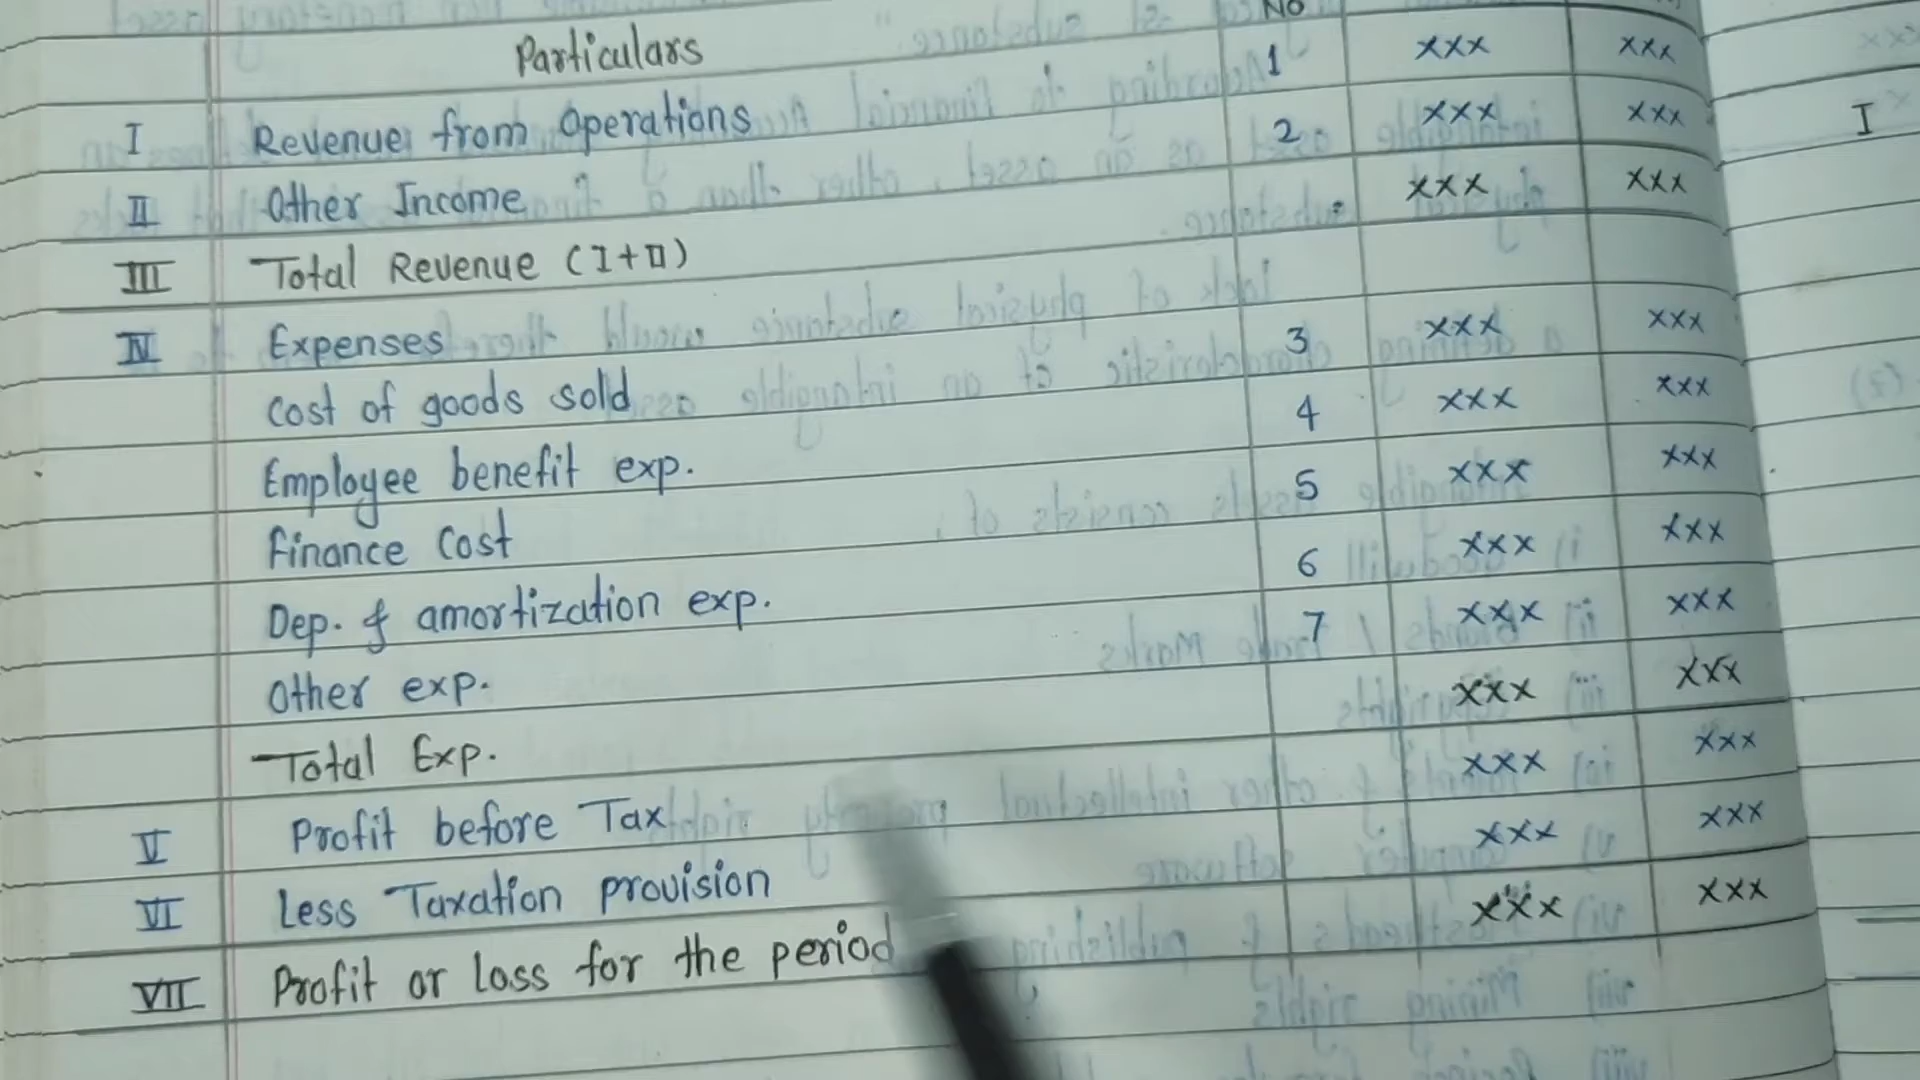 Particulars No
I Revenue from Operations 1 xxx xxx
II Other Income 2 xxx xxx
III Total Revenue (I+II) xxx xxx
IV Expenses
Cost of goods sold 3 xxx xxx
Employee benefit exp. 4 xxx xxx
Finance Cost 5 xxx xxx
Dep. & amortization exp. 6 xxx xxx
Other exp. 7 xxx xxx
Total Exp. xxx xxx
V Profit before Tax xxx xxx
VI Less Taxation provision xxx xxx
VII Profit or loss for the period xxx xxx
I